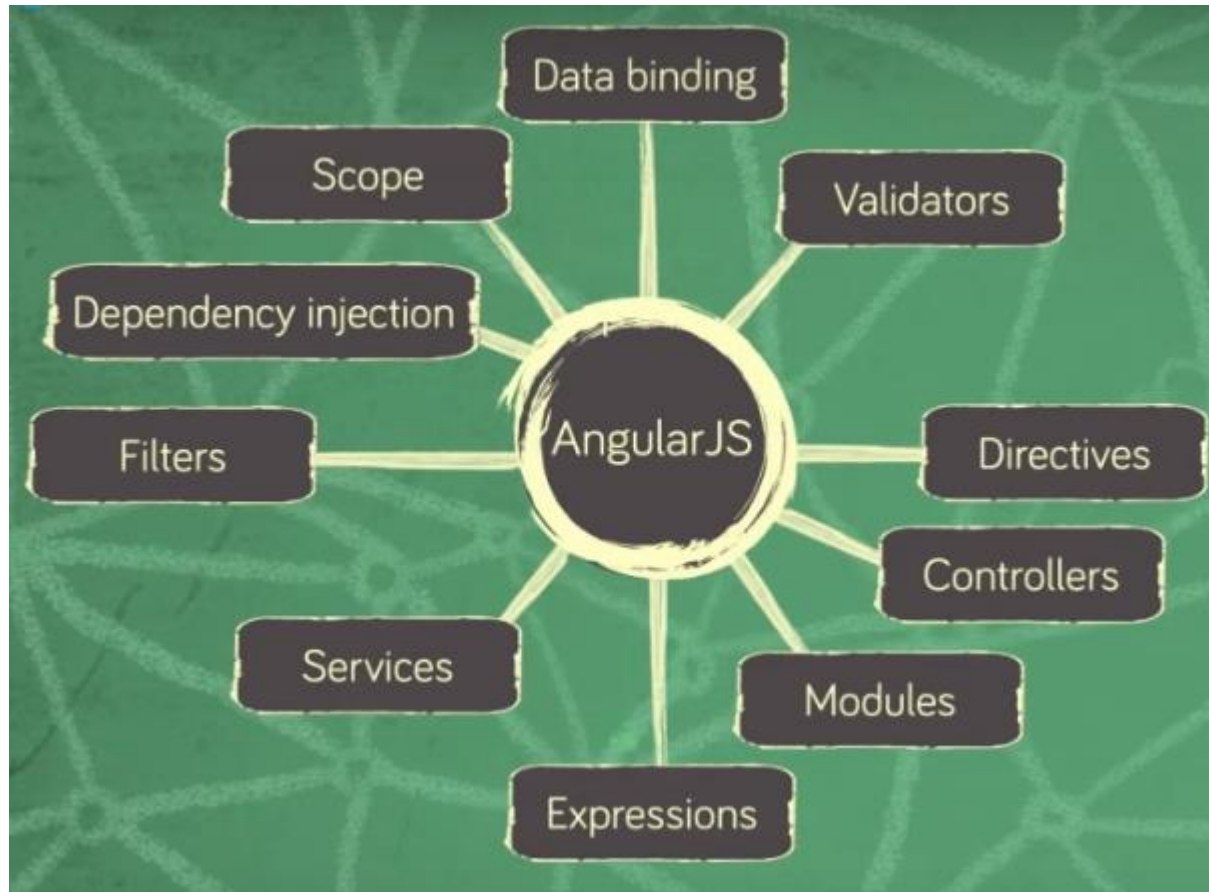 Data binding
Scope
Validators
Dependency injection
AngularJS
Filters
Directives
Controllers
Services
Modules
Expressions